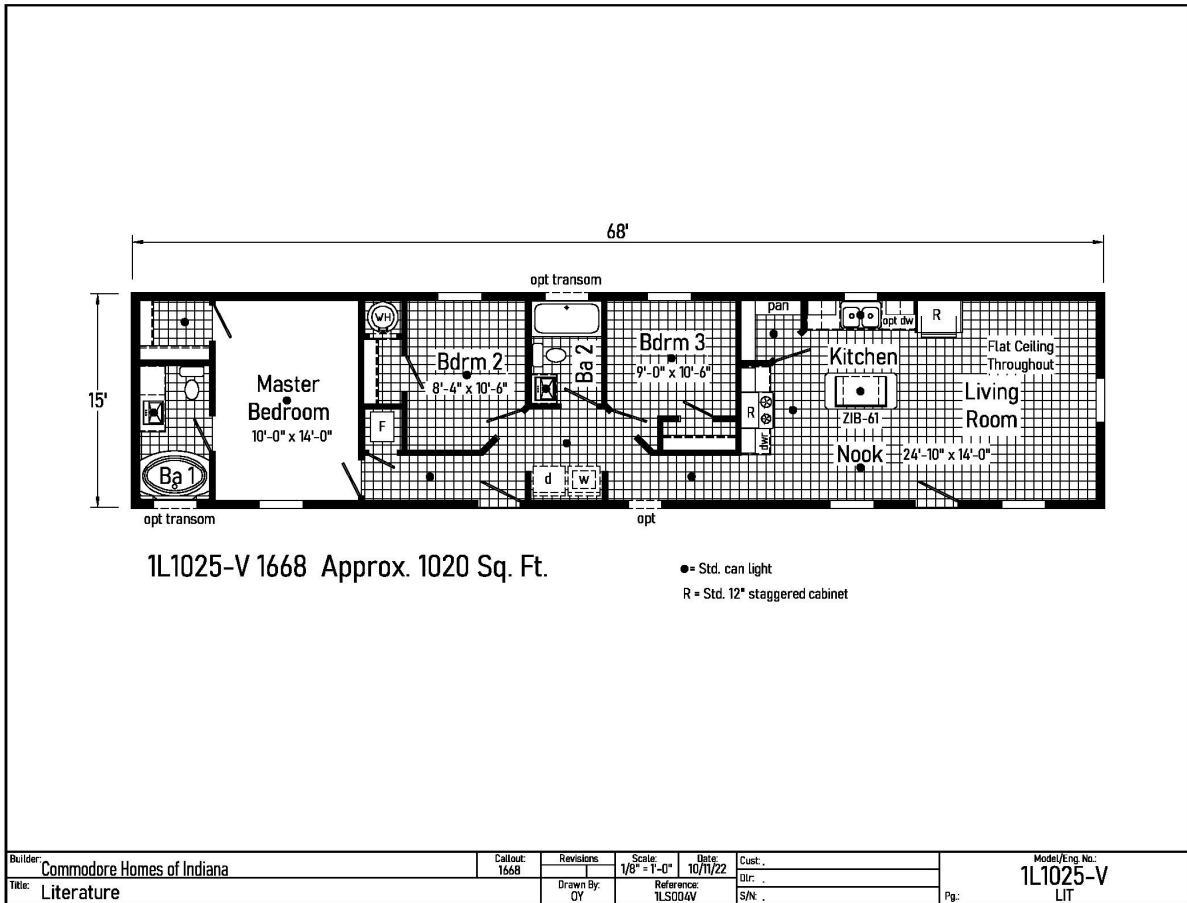 68'
opt transom
15'
WH
pan
opt dw
R
Bdrm 2
8'-4" x 10'-6"
Ba 2
Bdrm 3
9'-0" x 10'-6"
Kitchen
Flat Ceiling
Throughout
Master
Bedroom
10'-0" x 14'-0"
R
ZIB-61
Living
Room
F
dwr
Nook
24'-10" x 14'-0"
Ba 1
d
w
opt transom
opt
1L1025-V 1668 Approx. 1020 Sq. Ft.
●= Std. can light
R = Std. 12" staggered cabinet
Builder: Commodore Homes of Indiana
Callout:
1668
Revisions
Scale:
1/8" = 1'-0"
Date:
10/11/22
Cust: .
Dlr: .
S/N: .
Model/Eng. No.:
1L1025-V
LIT
Pg.:
Title: Literature
Drawn By:
OY
Reference:
1LS004V